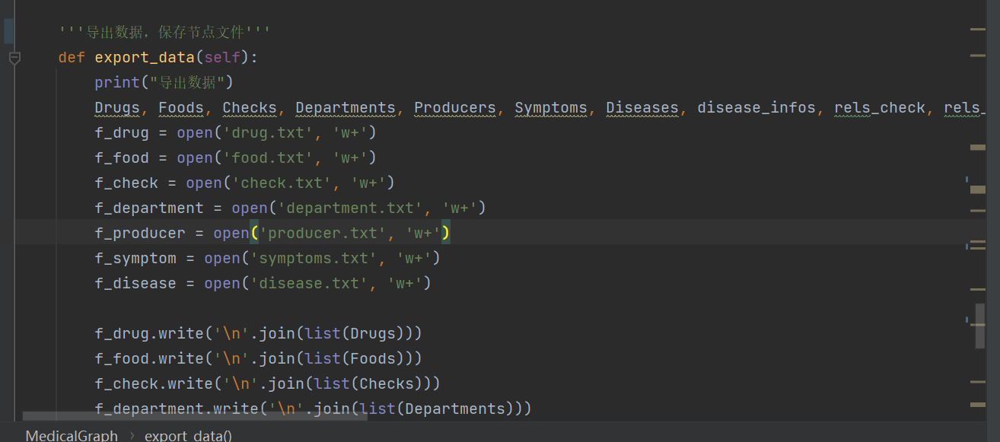 '''导出数据，保存节点文件'''
def export_data(self):
print("导出数据")
Drugs, Foods, Checks, Departments, Producers, Symptoms, Diseases, disease_infos, rels_check, rels_
f_drug = open('drug.txt', 'w+')
f_food = open('food.txt', 'w+')
f_check = open('check.txt', 'w+')
f_department = open('department.txt', 'w+')
f_producer = open('producer.txt', 'w+')
f_symptom = open('symptoms.txt', 'w+')
f_disease = open('disease.txt', 'w+')
f_drug.write('\n'.join(list(Drugs)))
f_food.write('\n'.join(list(Foods)))
f_check.write('\n'.join(list(Checks)))
f_department.write('\n'.join(list(Departments)))
MedicalGraph › export_data()